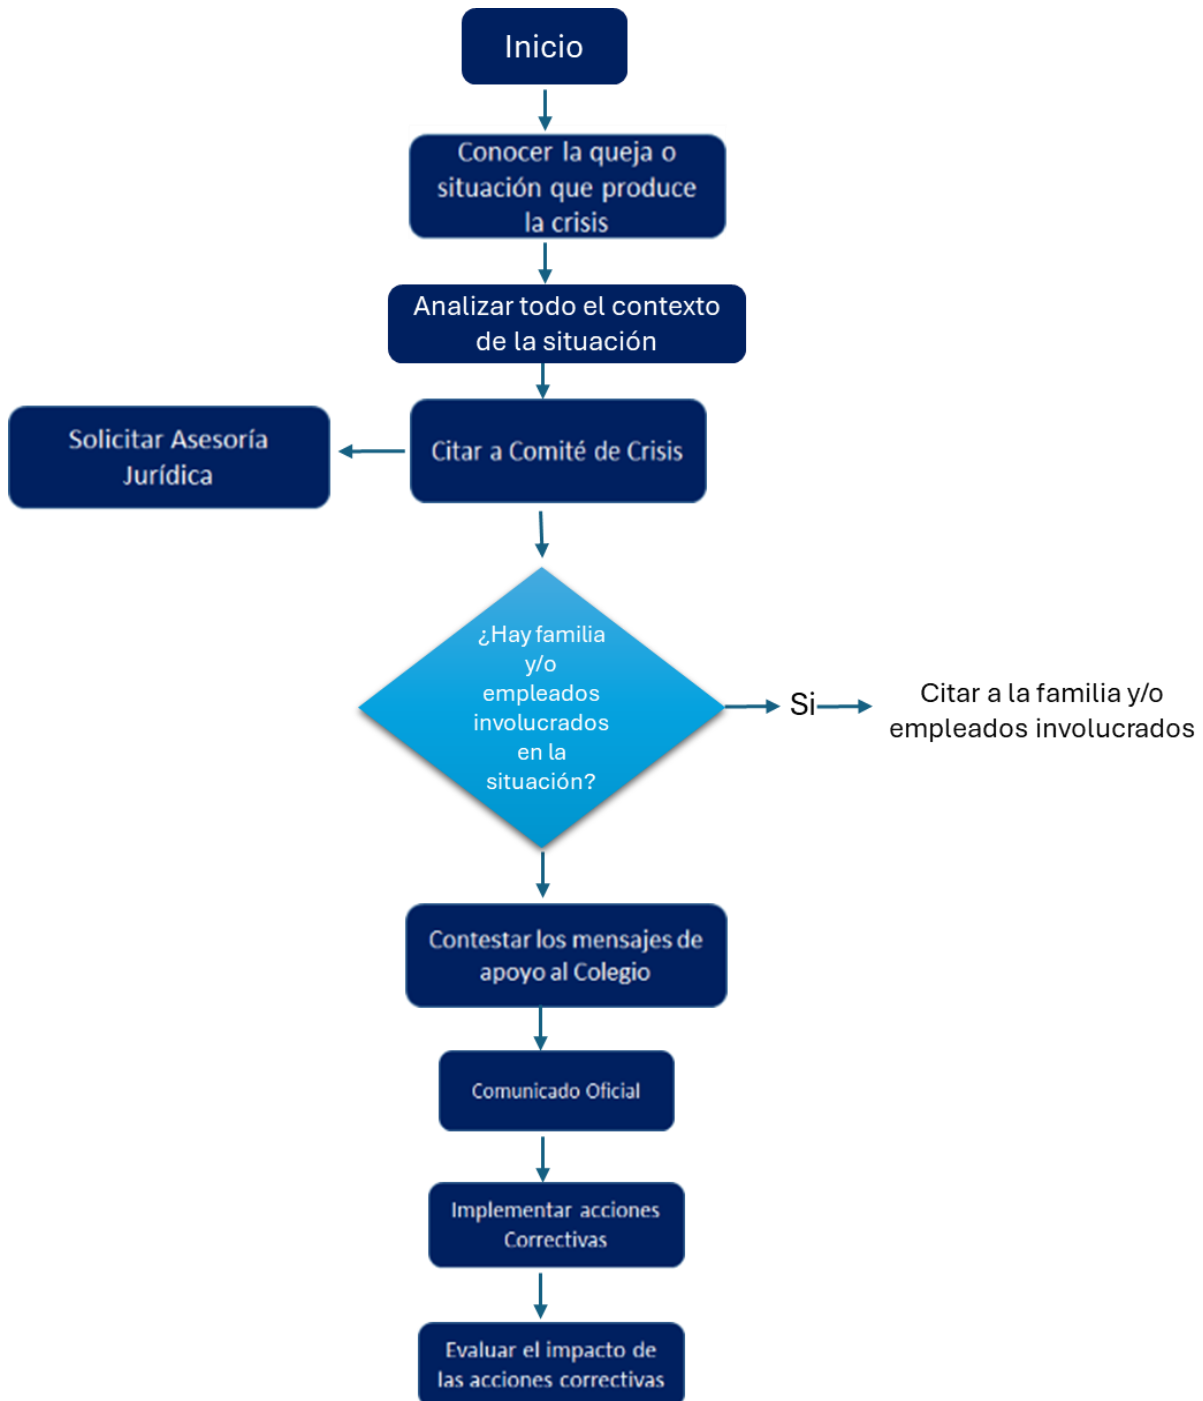 Inicio
Conocer la queja o
situación que produce
la crisis
Analizar todo el contexto
de la situación
Solicitar Asesoría
Jurídica
Citar a Comité de Crisis
¿Hay familia
y/o
empleados
involucrados
en la
situación?
Si
Citar a la familia y/o
empleados involucrados
Contestar los mensajes de
apoyo al Colegio
Comunicado Oficial
Implementar acciones
Correctivas
Evaluar el impacto de
las acciones correctivas